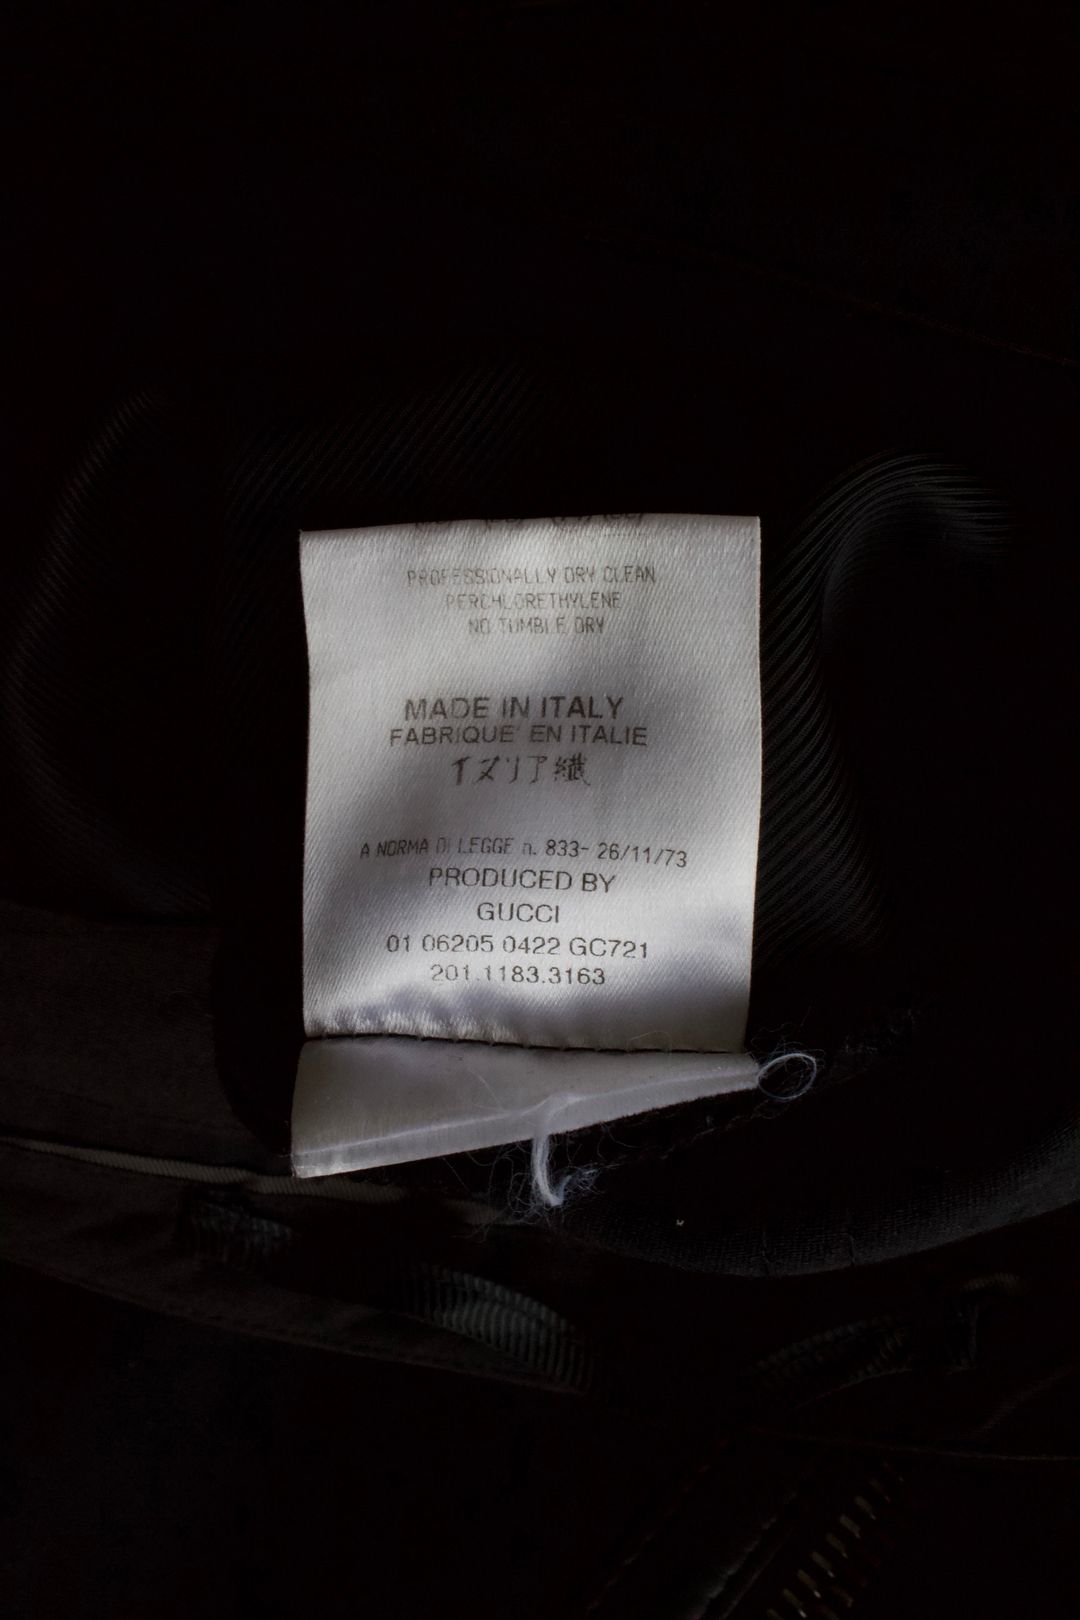 PROFESSIONALLY DRY CLEAN
PERCHLORETHYLENE
NO TUMBLE DRY
MADE IN ITALY
FABRIQUE' EN ITALIE
イタリア織
A NORMA DI LEGGE n. 833- 26/11/73
PRODUCED BY
GUCCI
01 06205 0422 GC721
201.1183.3163